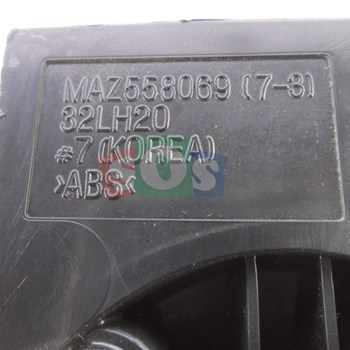 MAZ558069 (7-3)
32LH20
#7 (KOREA)
>ABS<